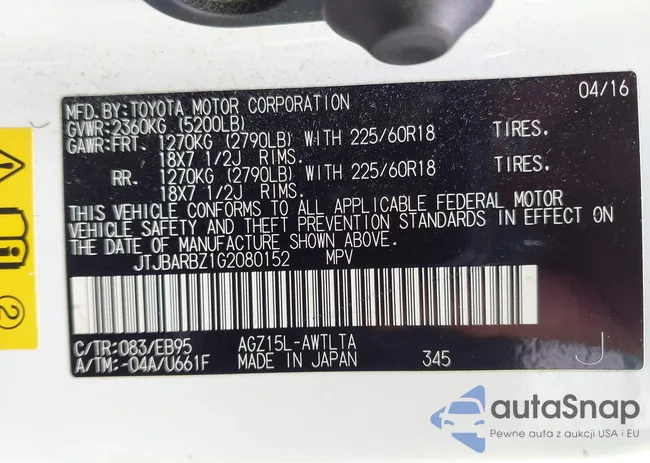 MFD.BY:TOYOTA MOTOR CORPORATION 04/16
GVWR:2360KG (5200LB)
GAWR:FRT. 1270KG (2790LB) WITH 225/60R18 TIRES.
18X7 1/2J RIMS.
RR. 1270KG (2790LB) WITH 225/60R18 TIRES.
18X7 1/2J RIMS.
THIS VEHICLE CONFORMS TO ALL APPLICABLE FEDERAL MOTOR
VEHICLE SAFETY AND THEFT PREVENTION STANDARDS IN EFFECT ON
THE DATE OF MANUFACTURE SHOWN ABOVE.
JTJBARBZ1G2080152 MPV
C/TR:083/EB95 AGZ15L-AWTLTA
A/TM:-04A/U661F MADE IN JAPAN 345 J
2
autaSnap
Pewne auta z aukcji USA i EU